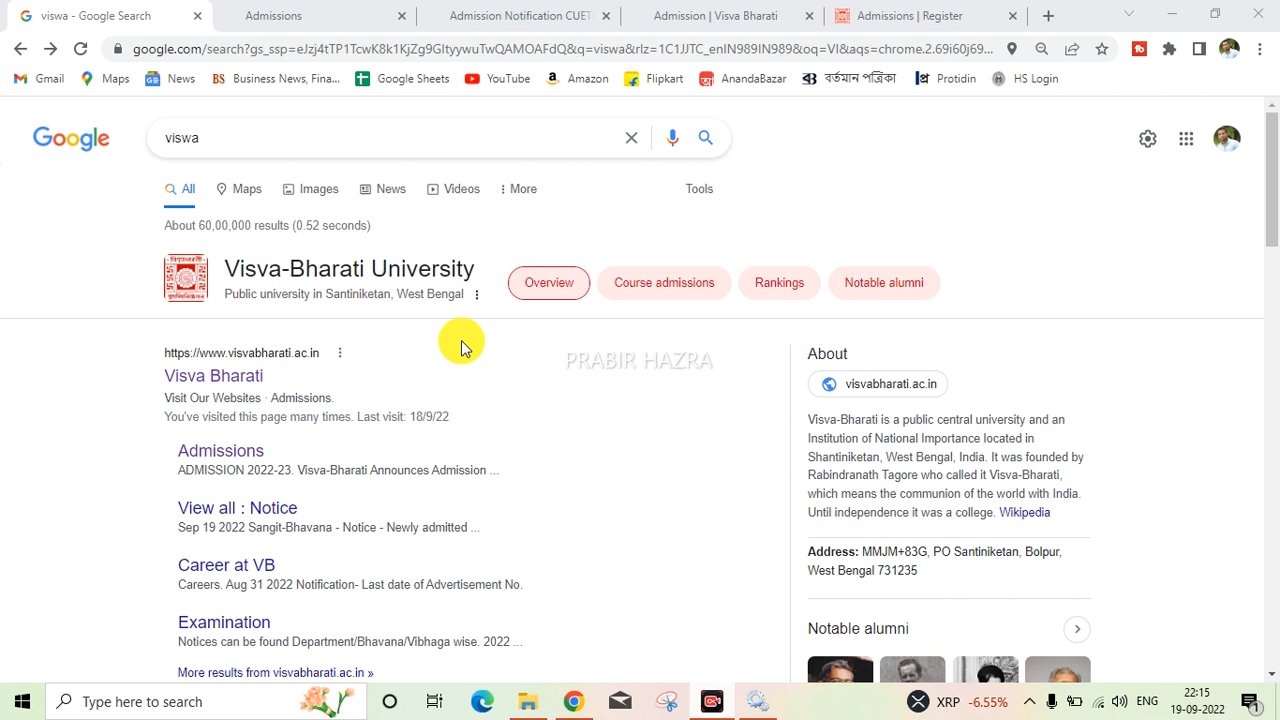 viswa - Google Search
Admissions
Admission Notification CUET
Admission | Visva Bharati
Admissions | Register
google.com/search?gs_ssp=eJzj4tTP1TcwK8k1KjZg9GItyywuTwQAMOAFdQ&q=viswa&rlz=1C1JJTC_enIN989IN989&oq=VI&aqs=chrome.2.69i60j69...
Gmail
Maps
News
BS Business News, Fina...
Google Sheets
YouTube
Amazon
Flipkart
AnandaBazar
বর্তমান পত্রিকা
Protidin
HS Login
Google
viswa
All
Maps
Images
News
Videos
More
Tools
About 60,00,000 results (0.52 seconds)
Visva-Bharati University
Public university in Santiniketan, West Bengal
Overview
Course admissions
Rankings
Notable alumni
https://www.visvabharati.ac.in
Visva Bharati
Visit Our Websites · Admissions.
You've visited this page many times. Last visit: 18/9/22
Admissions
ADMISSION 2022-23. Visva-Bharati Announces Admission ...
View all : Notice
Sep 19 2022 Sangit-Bhavana - Notice - Newly admitted ...
Career at VB
Careers. Aug 31 2022 Notification- Last date of Advertisement No.
Examination
Notices can be found Department/Bhavana/Vibhaga wise. 2022 ...
More results from visvabharati.ac.in »
PRABIR HAZRA
About
visvabharati.ac.in
Visva-Bharati is a public central university and an
Institution of National Importance located in
Shantiniketan, West Bengal, India. It was founded by
Rabindranath Tagore who called it Visva-Bharati,
which means the communion of the world with India.
Until independence it was a college. Wikipedia
Address: MMJM+83G, PO Santiniketan, Bolpur,
West Bengal 731235
Notable alumni
Type here to search
XRP -6.55%
ENG
22:15
19-09-2022
1